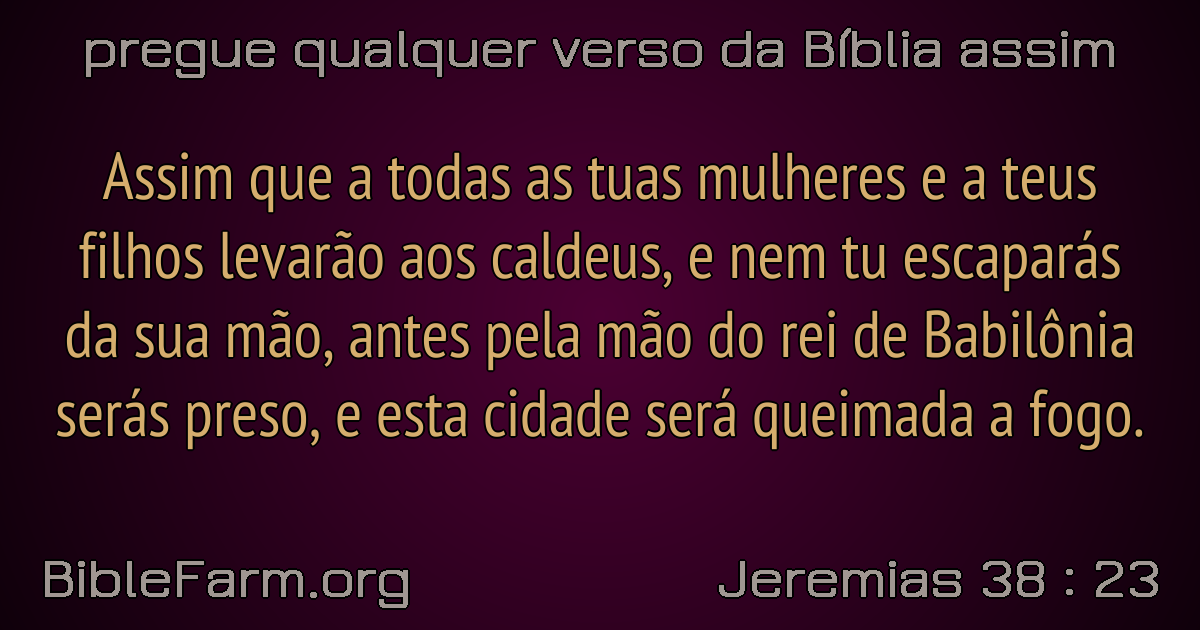 pregue qualquer verso da Bíblia assim
Assim que a todas as tuas mulheres e a teus
filhos levarão aos caldeus, e nem tu escaparás
da sua mão, antes pela mão do rei de Babilônia
serás preso, e esta cidade será queimada a fogo.
BibleFarm.org
Jeremias 38 : 23